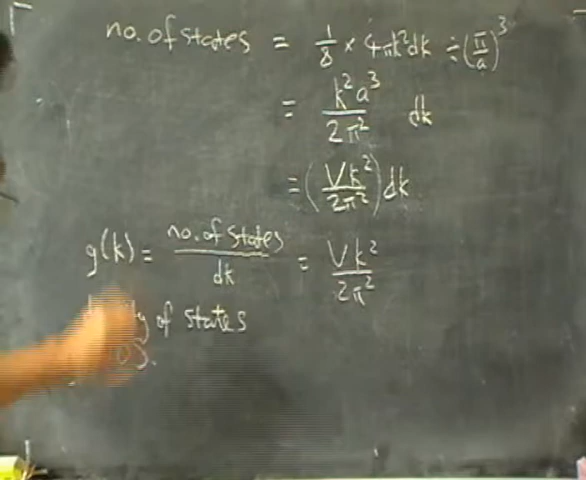 no. of states = 1/8 × 4πk²dk ÷ (π/a)³
= k²a³/2π² dk
= (Vk²/2π²) dk
g(k) = no. of states/dk = Vk²/2π²
of states